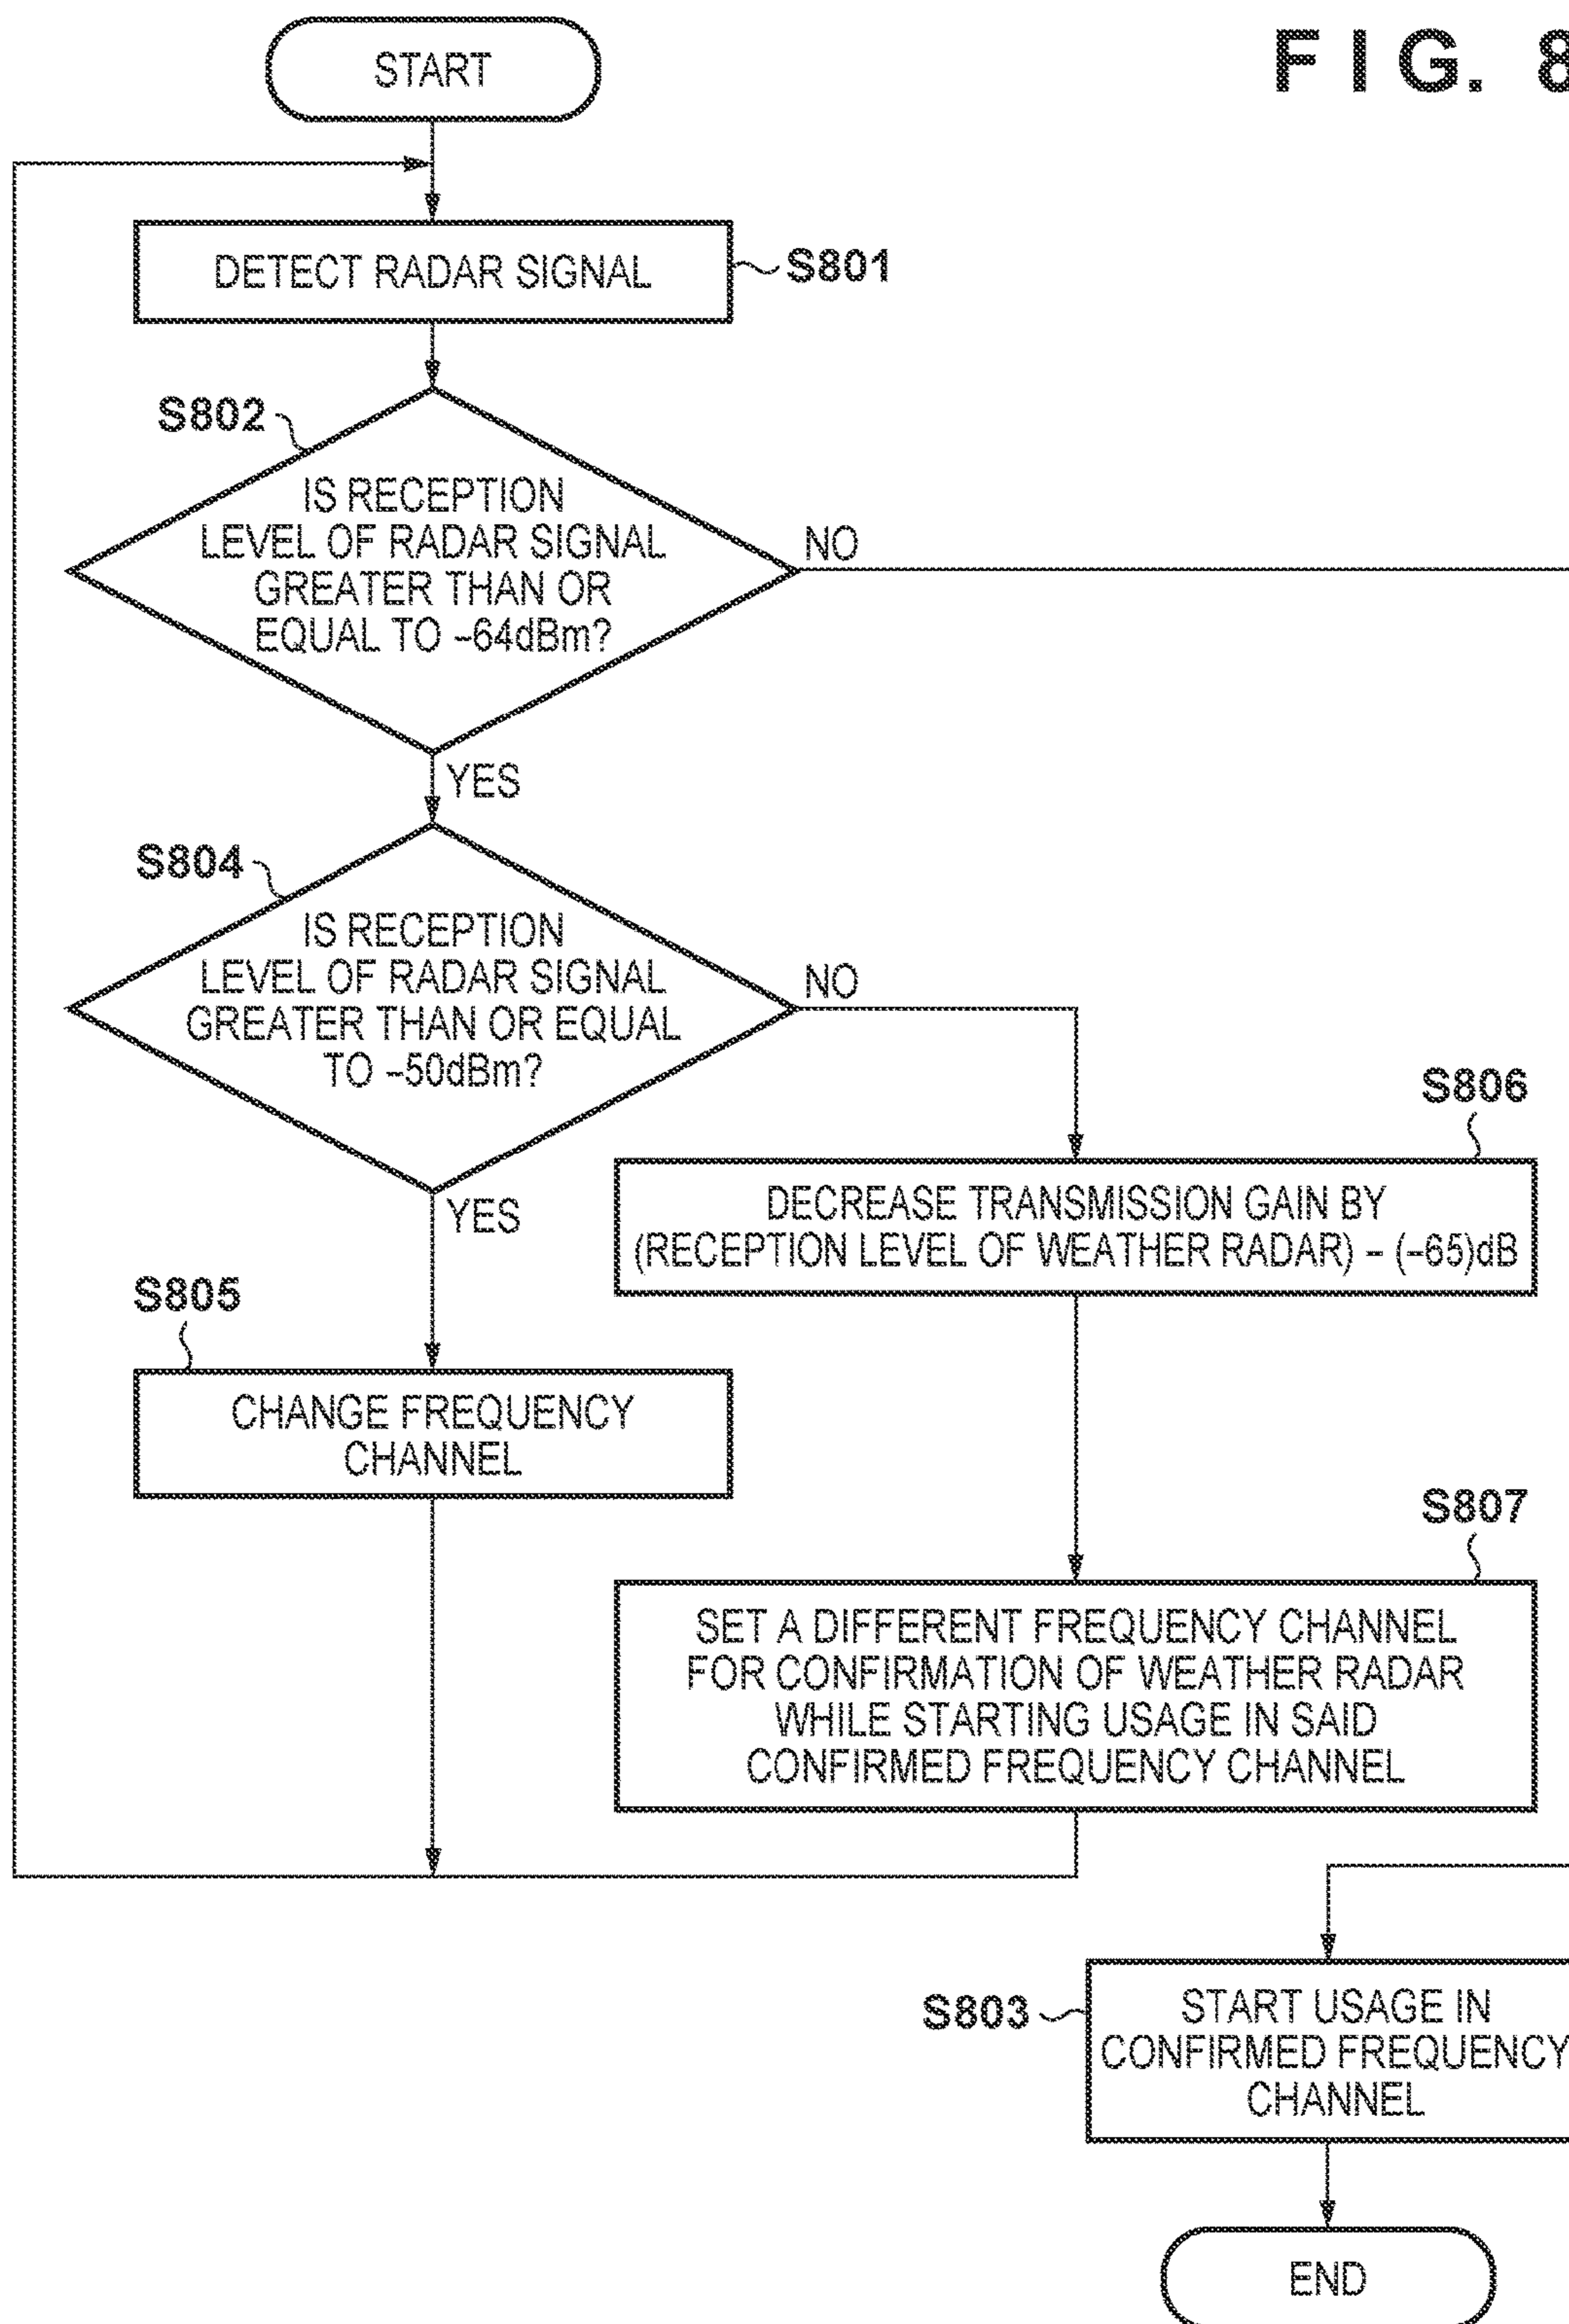 START
FIG. 8
DETECT RADAR SIGNAL
S801
S802
IS RECEPTION
LEVEL OF RADAR SIGNAL
GREATER THAN OR
EQUAL TO –64dBm?
NO
YES
S804
IS RECEPTION
LEVEL OF RADAR SIGNAL
GREATER THAN OR EQUAL
TO –50dBm?
NO
YES
S806
DECREASE TRANSMISSION GAIN BY
(RECEPTION LEVEL OF WEATHER RADAR) – (–65)dB
S805
CHANGE FREQUENCY
CHANNEL
S807
SET A DIFFERENT FREQUENCY CHANNEL
FOR CONFIRMATION OF WEATHER RADAR
WHILE STARTING USAGE IN SAID
CONFIRMED FREQUENCY CHANNEL
S803
START USAGE IN
CONFIRMED FREQUENCY
CHANNEL
END